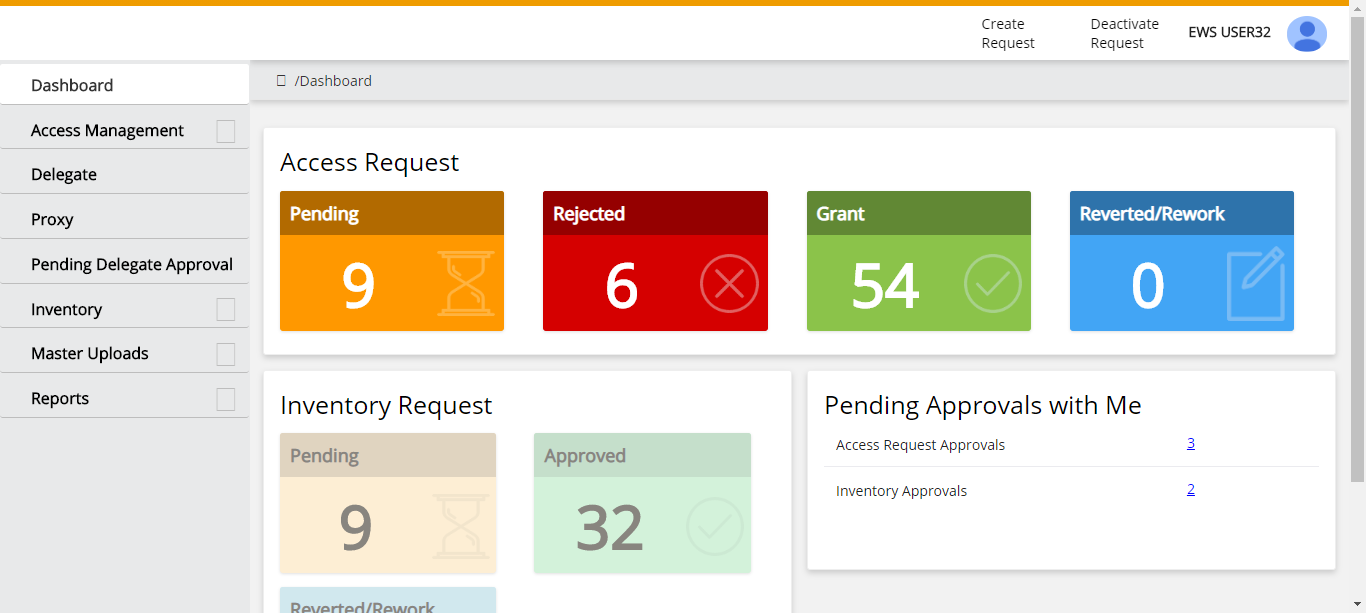 Create
Request
Deactivate
Request
EWS USER32
Dashboard
/Dashboard
Access Management
Delegate
Proxy
Pending Delegate Approval
Inventory
Master Uploads
Reports
Access Request
Pending
9
Rejected
6
Grant
54
Reverted/Rework
0
Inventory Request
Pending
9
Approved
32
Reverted/Rework
Pending Approvals with Me
Access Request Approvals 3
Inventory Approvals 2